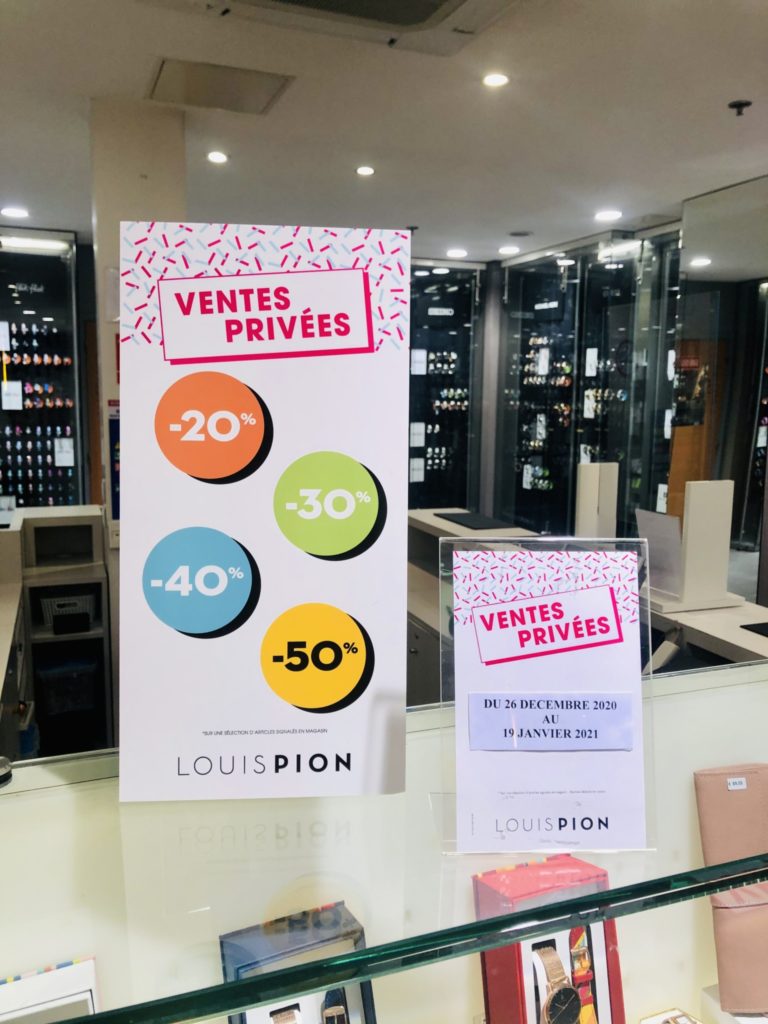 VENTES
PRIVÉES
-20%
-30%
-40%
-50%
*SUR UNE SÉLECTION D'ARTICLES SIGNALÉS EN MAGASIN
LOUISPION
VENTES
PRIVÉES
DU 26 DECEMBRE 2020
AU
19 JANVIER 2021
LOUISPION